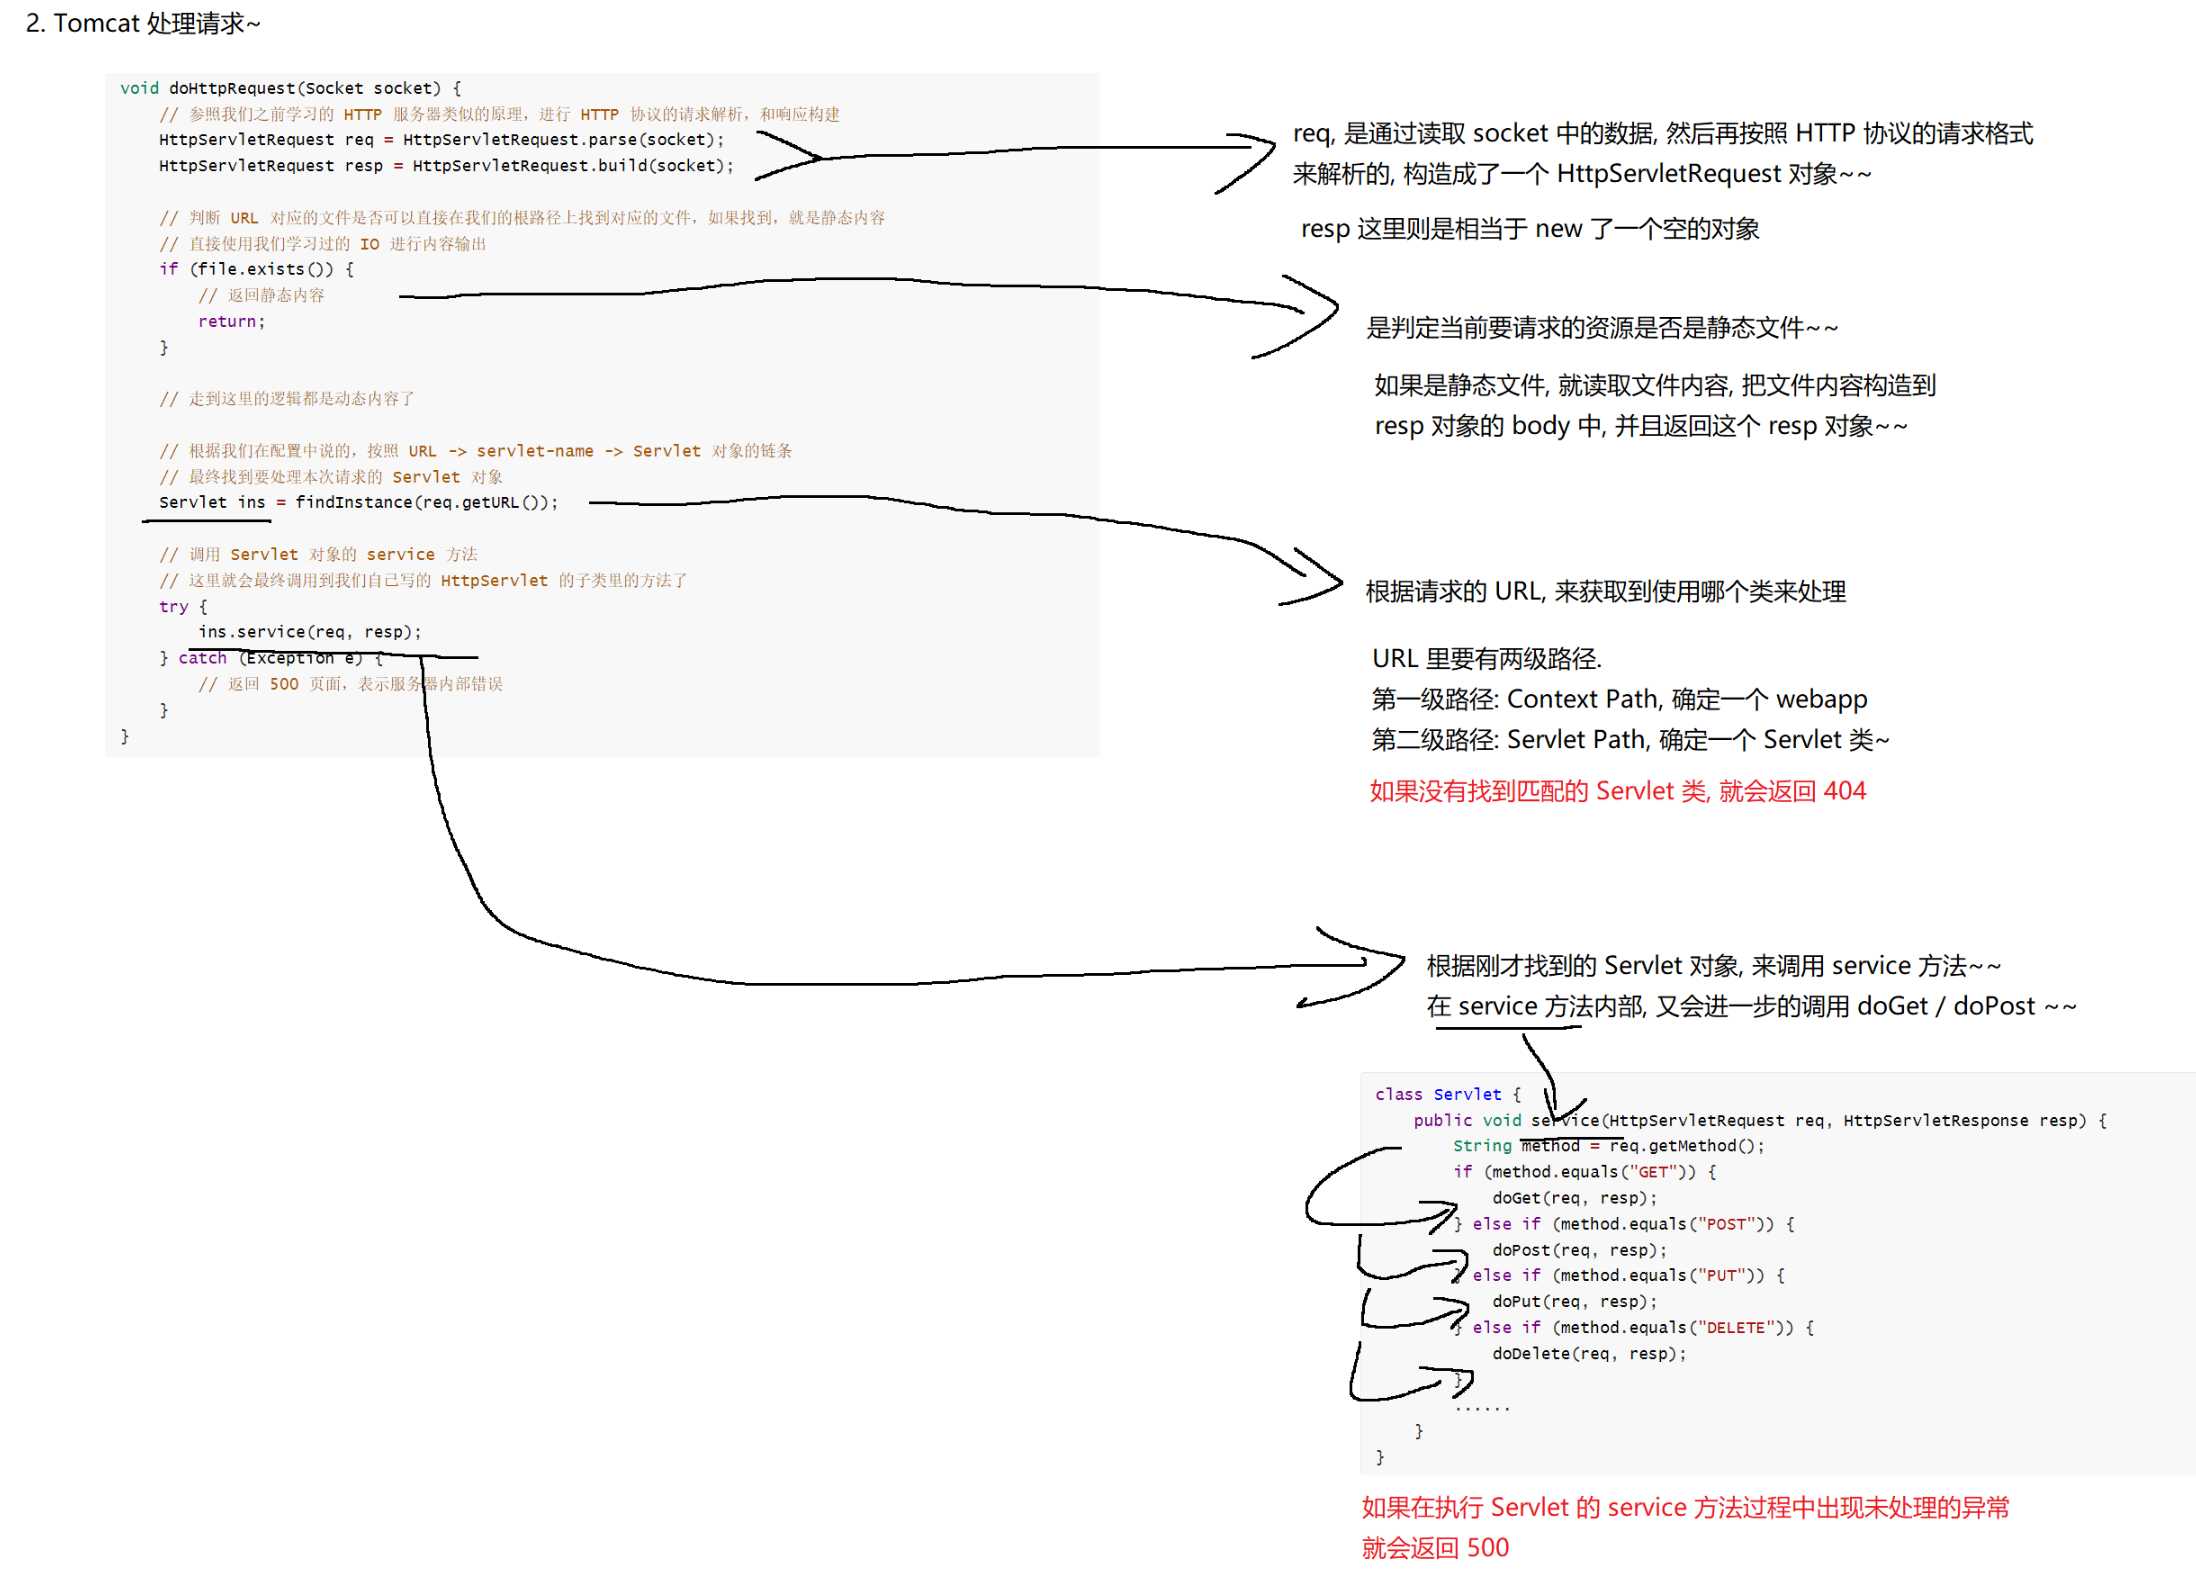 2. Tomcat 处理请求~
void doHttpRequest(Socket socket) {
// 参照我们之前学习的 HTTP 服务器类似的原理，进行 HTTP 协议的请求解析，和响应构建
HttpServletRequest req = HttpServletRequest.parse(socket);
HttpServletRequest resp = HttpServletRequest.build(socket);
// 判断 URL 对应的文件是否可以直接在我们的根路径上找到对应的文件，如果找到，就是静态内容
// 直接使用我们学习过的 IO 进行内容输出
if (file.exists()) {
// 返回静态内容
return;
}
// 走到这里的逻辑都是动态内容了
// 根据我们在配置中说的，按照 URL -> servlet-name -> Servlet 对象的链条
// 最终找到要处理本次请求的 Servlet 对象
Servlet ins = findInstance(req.getURL());
// 调用 Servlet 对象的 service 方法
// 这里就会最终调用到我们自己写的 HttpServlet 的子类里的方法了
try {
ins.service(req, resp);
} catch (Exception e) {
// 返回 500 页面，表示服务器内部错误
}
}
req, 是通过读取 socket 中的数据, 然后再按照 HTTP 协议的请求格式
来解析的, 构造成了一个 HttpServletRequest 对象~~
resp 这里则是相当于 new 了一个空的对象
是判定当前要请求的资源是否是静态文件~~
如果是静态文件, 就读取文件内容, 把文件内容构造到
resp 对象的 body 中, 并且返回这个 resp 对象~~
根据请求的 URL, 来获取到使用哪个类来处理
URL 里要有两级路径.
第一级路径: Context Path, 确定一个 webapp
第二级路径: Servlet Path, 确定一个 Servlet 类~
如果没有找到匹配的 Servlet 类, 就会返回 404
根据刚才找到的 Servlet 对象, 来调用 service 方法~~
在 service 方法内部, 又会进一步的调用 doGet / doPost ~~
class Servlet {
public void service(HttpServletRequest req, HttpServletResponse resp) {
String method = req.getMethod();
if (method.equals("GET")) {
doGet(req, resp);
} else if (method.equals("POST")) {
doPost(req, resp);
} else if (method.equals("PUT")) {
doPut(req, resp);
} else if (method.equals("DELETE")) {
doDelete(req, resp);
}
......
}
}
如果在执行 Servlet 的 service 方法过程中出现未处理的异常
就会返回 500